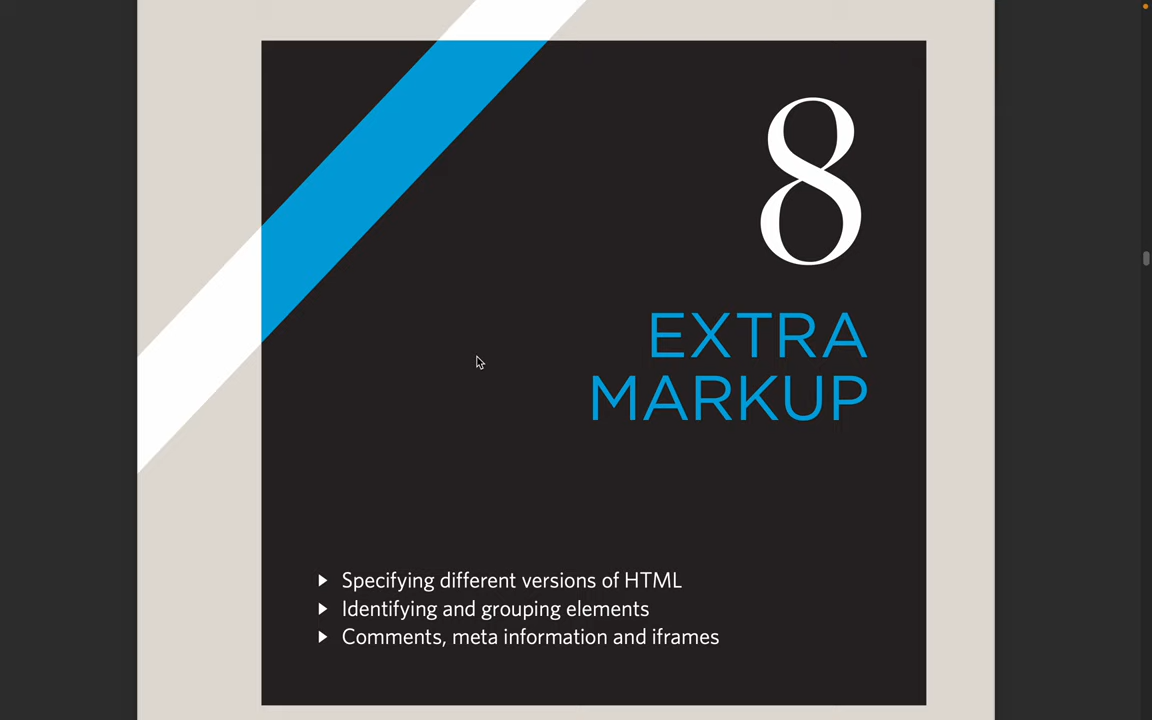 8
EXTRA
MARKUP
Specifying different versions of HTML
Identifying and grouping elements
Comments, meta information and iframes